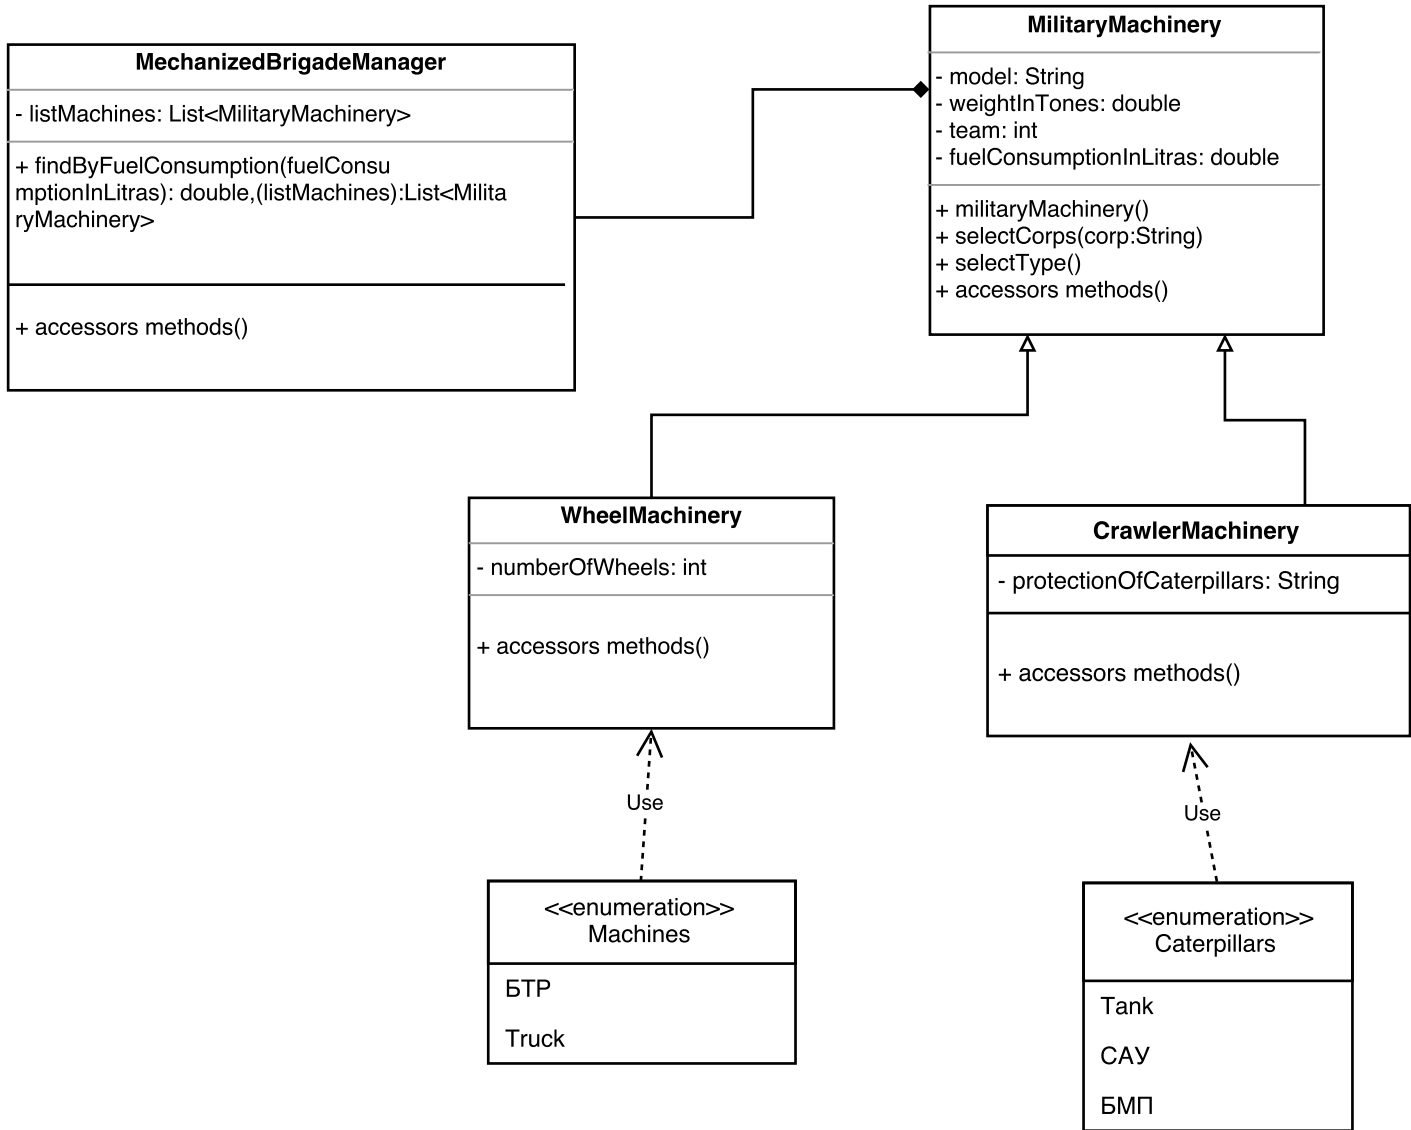 MechanizedBrigadeManager
- listMachines: List<MilitaryMachinery>
+ findByFuelConsumption(fuelConsu
mptionInLitras): double,(listMachines):List<Milita
ryMachinery>
+ accessors methods()
MilitaryMachinery
- model: String
- weightInTones: double
- team: int
- fuelConsumptionInLitras: double
+ militaryMachinery()
+ selectCorps(corp:String)
+ selectType()
+ accessors methods()
WheelMachinery
- numberOfWheels: int
+ accessors methods()
CrawlerMachinery
- protectionOfCaterpillars: String
+ accessors methods()
Use
Use
<<enumeration>>
Machines
БТР
Truck
<<enumeration>>
Caterpillars
Tank
САУ
БМП